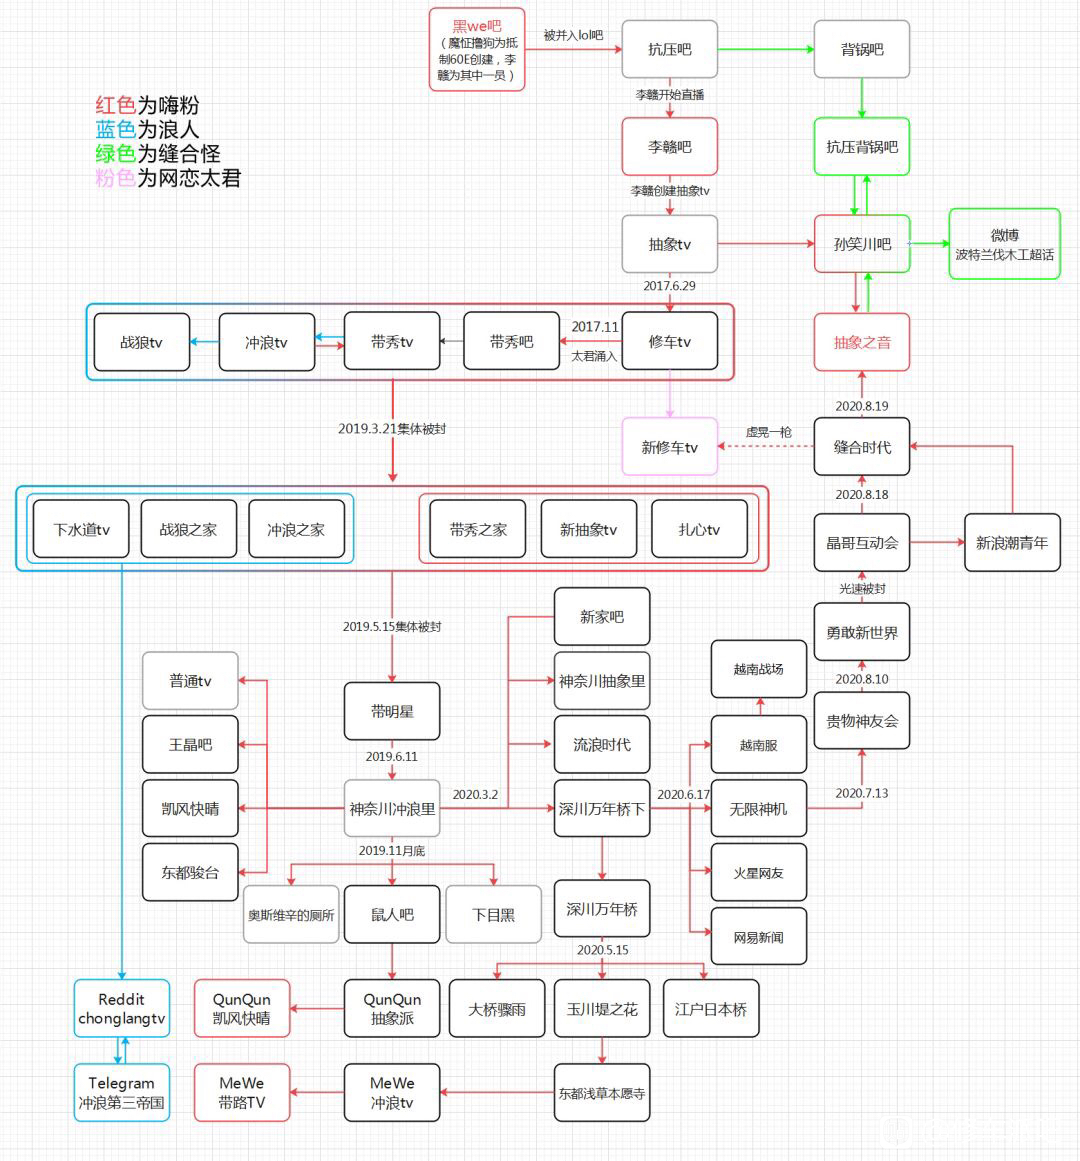 黑we吧
（魔怔撸狗为抵
制60E创建，李
赣为其中一员）
被并入lol吧
抗压吧
背锅吧
李赣开始直播
红色为嗨粉
蓝色为浪人
绿色为缝合怪
粉色为网恋太君
李赣吧
抗压背锅吧
李赣创建抽象tv
抽象tv
孙笑川吧
微博
波特兰伐木工超话
2017.6.29
战狼tv
冲浪tv
带秀tv
带秀吧
2017.11
太君涌入
修车tv
抽象之音
2020.8.19
2019.3.21集体被封
新修车tv
虚晃一枪
缝合时代
2020.8.18
下水道tv
战狼之家
冲浪之家
带秀之家
新抽象tv
扎心tv
晶哥互动会
新浪潮青年
光速被封
2019.5.15集体被封
新家吧
勇敢新世界
普通tv
神奈川抽象里
越南战场
2020.8.10
带明星
贵物神友会
王晶吧
流浪时代
越南服
2019.6.11
凯风快晴
神奈川冲浪里
2020.3.2
深川万年桥下
2020.6.17
无限神机
2020.7.13
2019.11月底
东都骏台
火星网友
奥斯维辛的厕所
鼠人吧
下目黑
深川万年桥
网易新闻
2020.5.15
Reddit
chonglangtv
QunQun
凯风快晴
QunQun
抽象派
大桥骤雨
玉川堤之花
江户日本桥
Telegram
冲浪第三帝国
MeWe
带路TV
MeWe
冲浪tv
东都浅草本愿寺